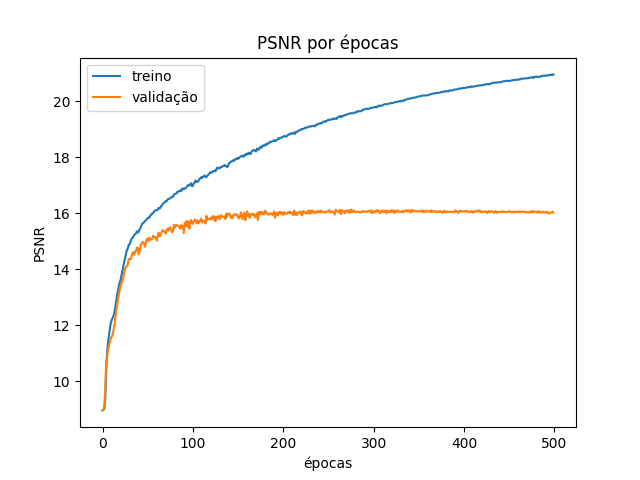 PSNR por épocas
treino
validação
20
18
16
14
12
10
PSNR
0 100 200 300 400 500
épocas